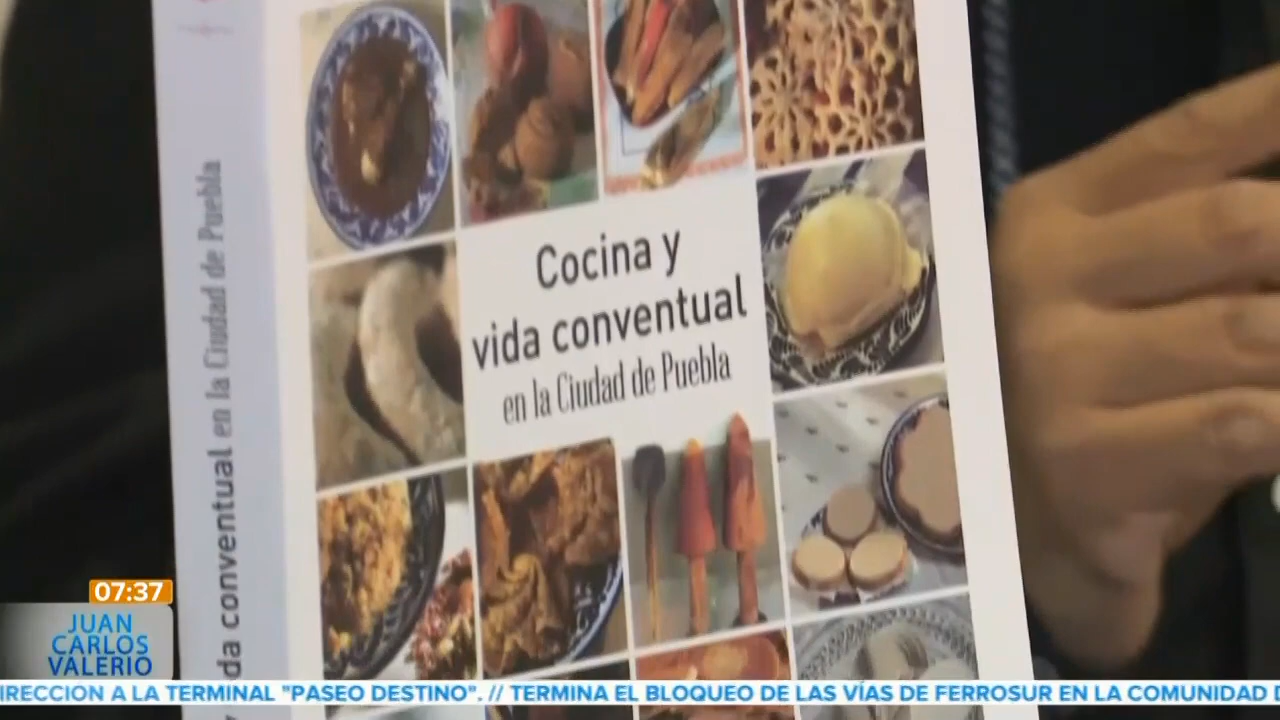 Cocina y
vida conventual
en la Ciudad de Puebla
da conventual en la Ciudad de Puebla
07:37
JUAN
CARLOS
VALERIO
IRECCION A LA TERMINAL "PASEO DESTINO". // TERMINA EL BLOQUEO DE LAS VÍAS DE FERROSUR EN LA COMUNIDAD D